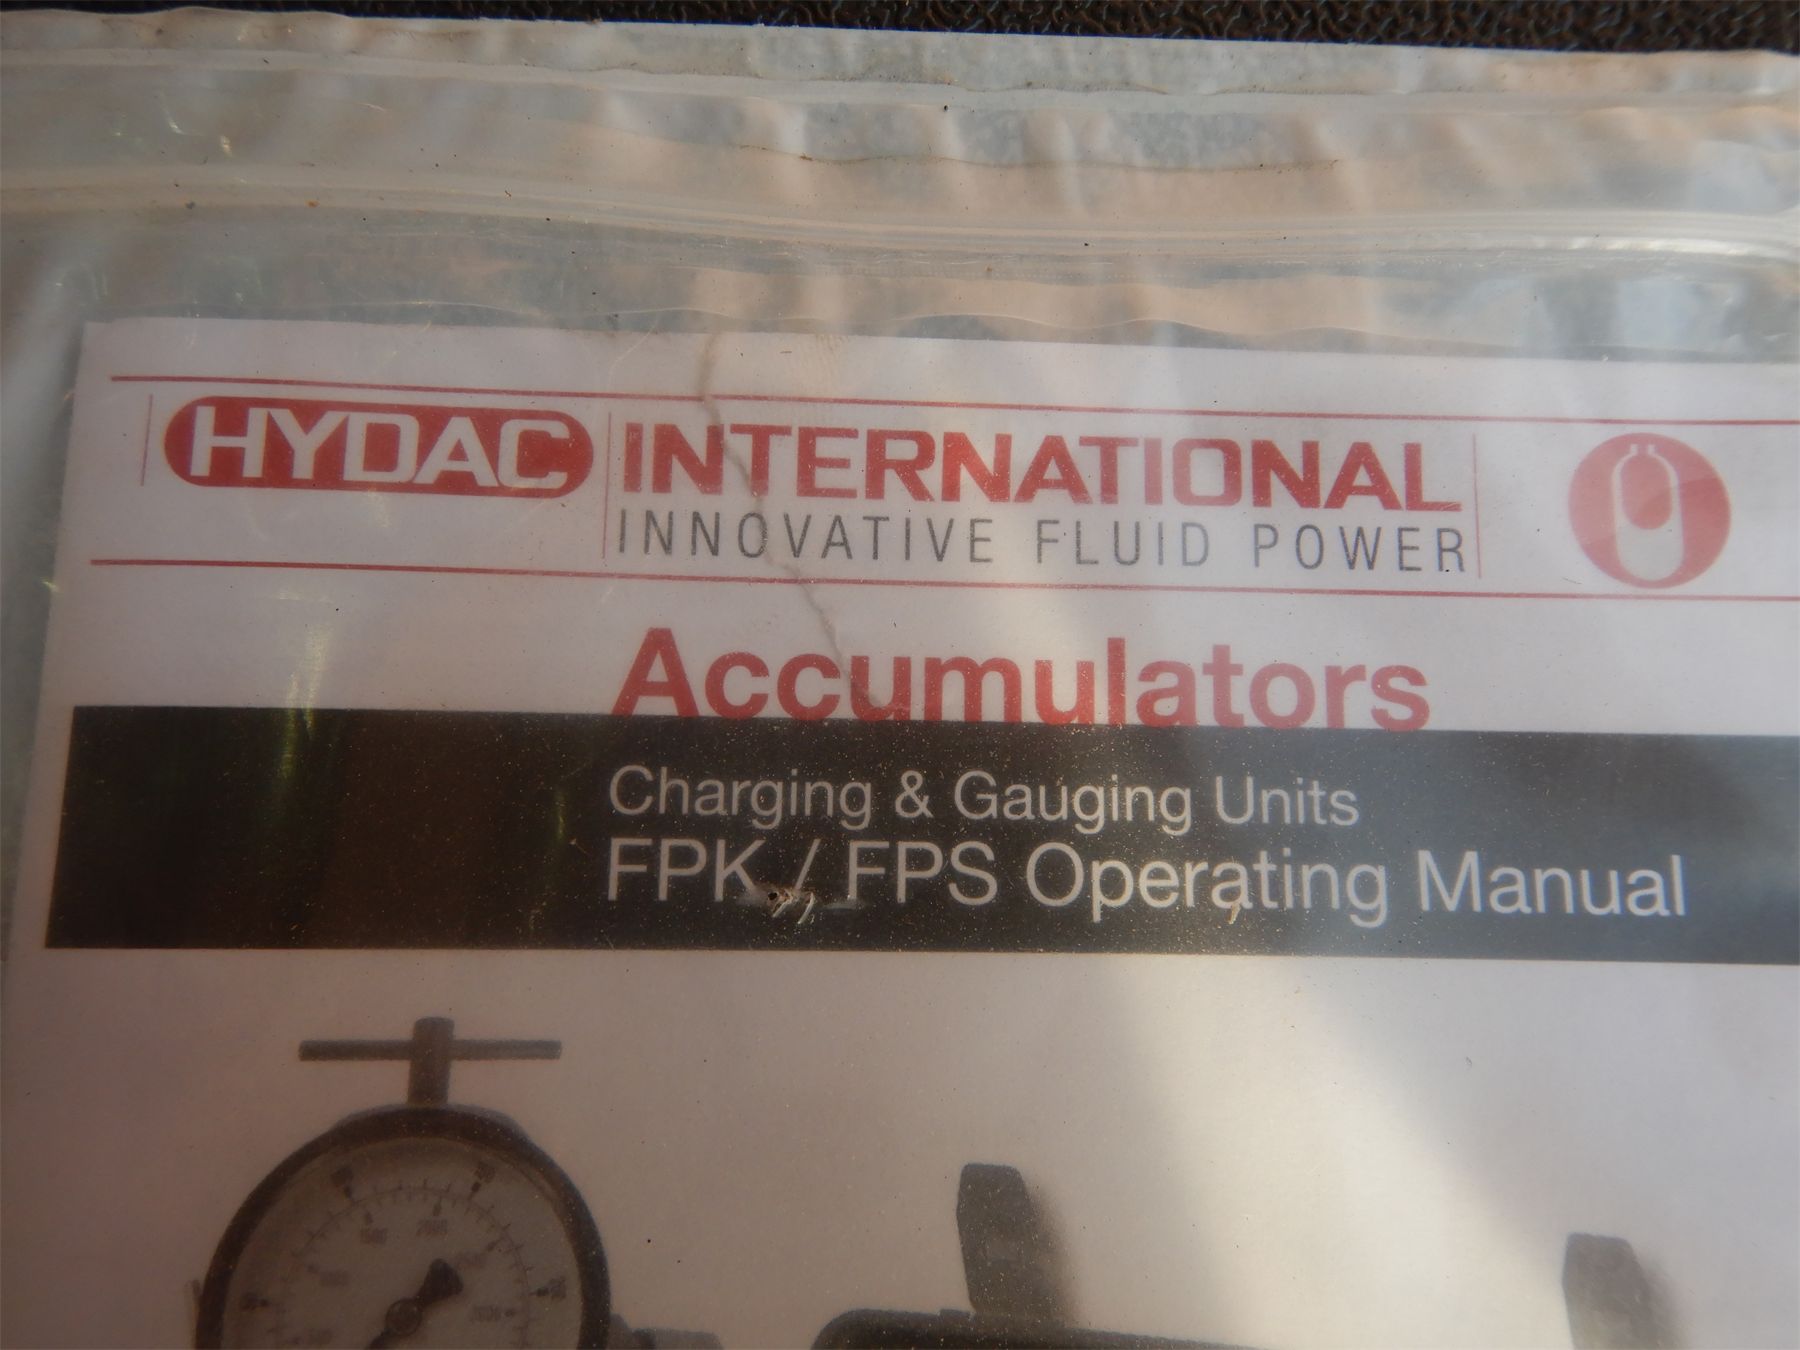 HYDAC INTERNATIONAL
INNOVATIVE FLUID POWER
Accumulators
Charging & Gauging Units
FPK / FPS Operating Manual